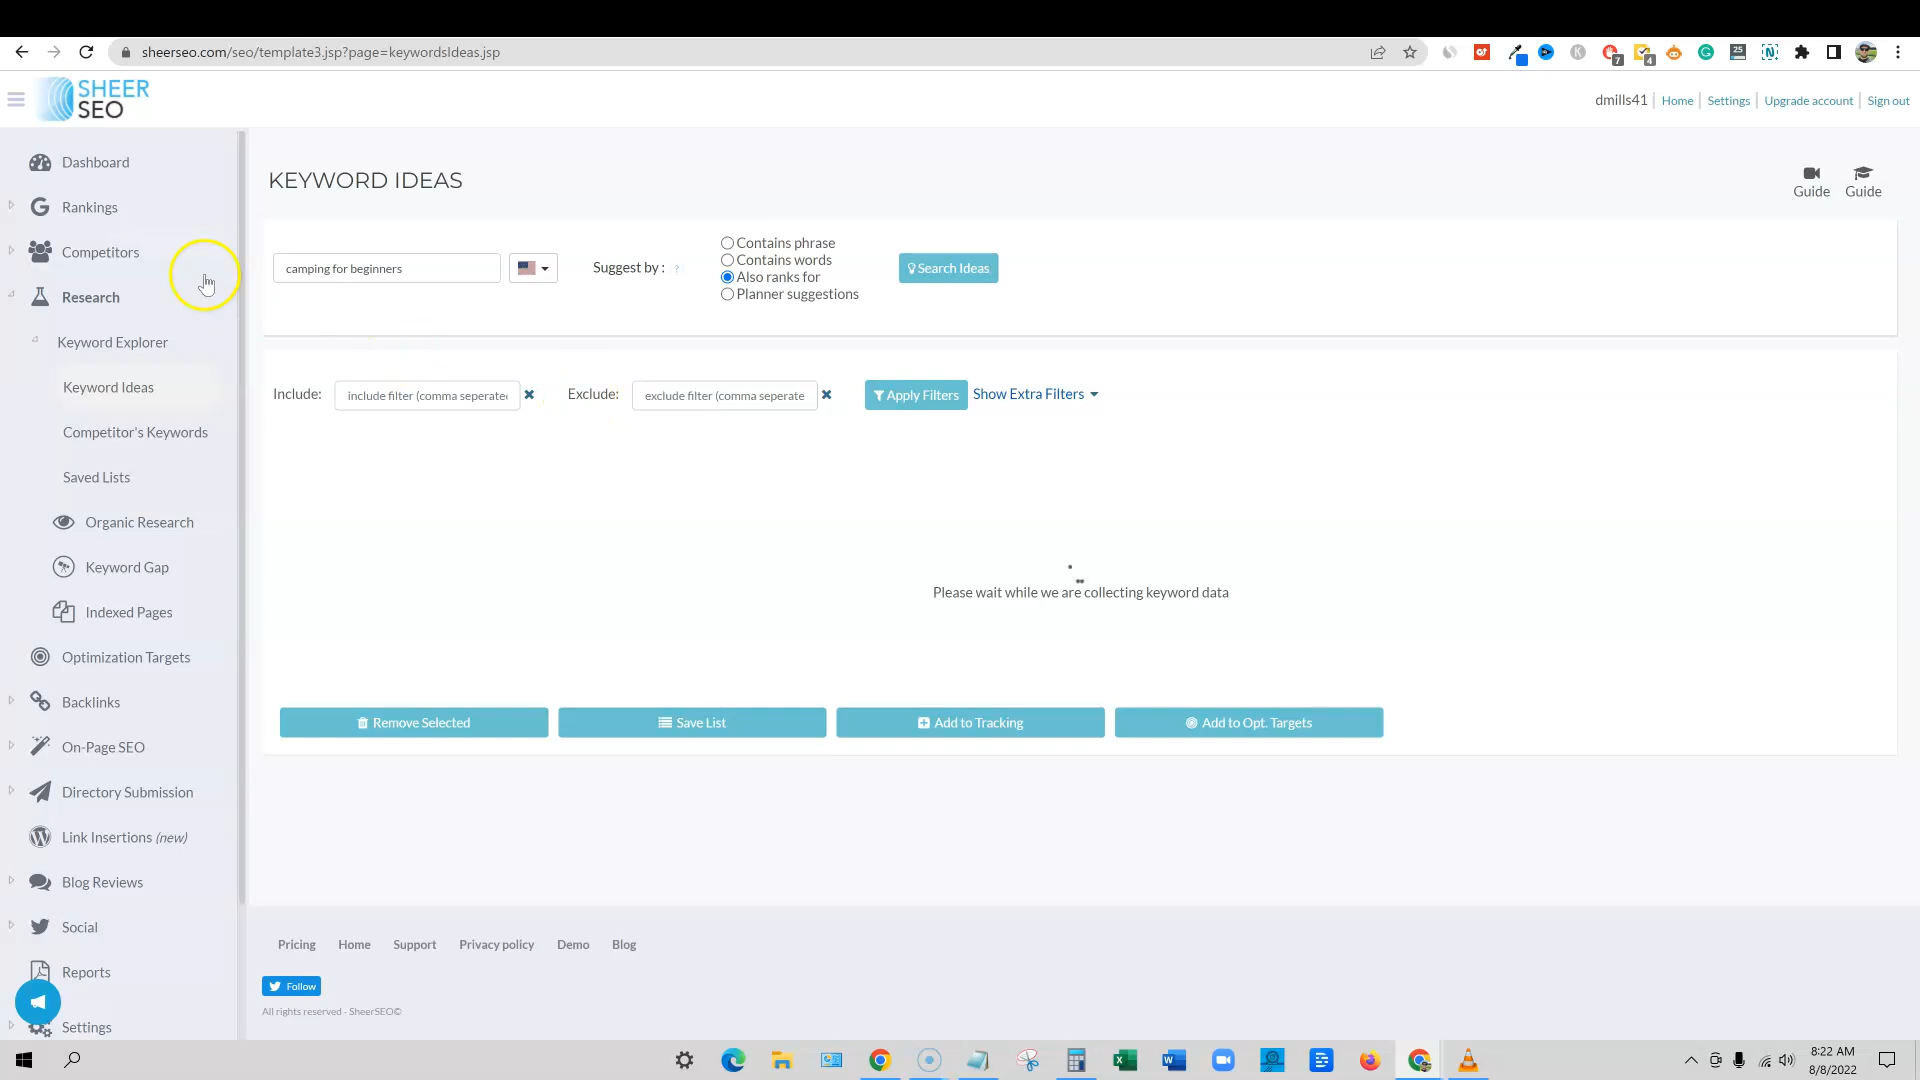 sheerseo.com/seo/template3.jsp?page=keywordsIdeas.jsp
7
4
25
SHEER
SEO
dmills41
Home
Settings
Upgrade account
Sign out
Dashboard
Rankings
Competitors
Research
Keyword Explorer
Keyword Ideas
Competitor's Keywords
Saved Lists
Organic Research
Keyword Gap
Indexed Pages
Optimization Targets
Backlinks
On-Page SEO
Directory Submission
Link Insertions (new)
Blog Reviews
Social
Reports
Settings
KEYWORD IDEAS
Guide
Guide
camping for beginners
Suggest by : ?
Contains phrase
Contains words
Also ranks for
Planner suggestions
Search Ideas
Include:
include filter (comma seperate
Exclude:
exclude filter (comma seperate
Apply Filters
Show Extra Filters
Please wait while we are collecting keyword data
Remove Selected
Save List
Add to Tracking
Add to Opt. Targets
Pricing
Home
Support
Privacy policy
Demo
Blog
Follow
All rights reserved - SheerSEO©
8:22 AM
8/8/2022